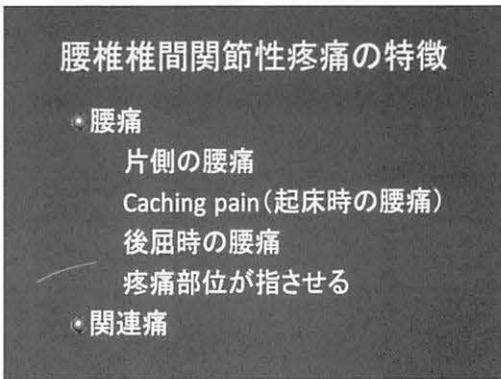 腰椎椎間関節性疼痛の特徴
腰痛
片側の腰痛
Caching pain(起床時の腰痛)
後屈時の腰痛
疼痛部位が指させる
関連痛